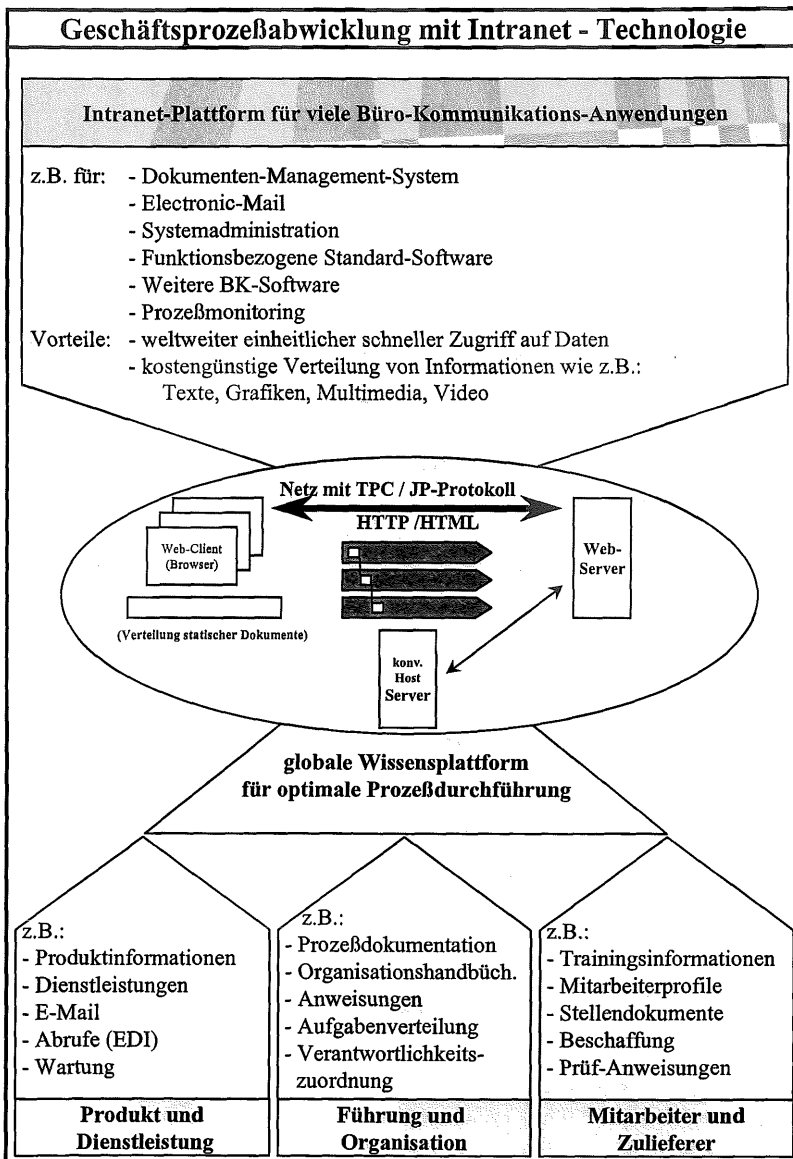 Geschäftsprozeßabwicklung mit Intranet - Technologie
Intranet-Plattform für viele Büro-Kommunikations-Anwendungen
z.B. für: - Dokumenten-Management-System
- Electronic-Mail
- Systemadministration
- Funktionsbezogene Standard-Software
- Weitere BK-Software
- Prozeßmonitoring
Vorteile: - weltweiter einheitlicher schneller Zugriff auf Daten
- kostengünstige Verteilung von Informationen wie z.B.:
Texte, Grafiken, Multimedia, Video
Netz mit TPC / JP-Protokoll
HTTP /HTML
Web-Client
(Browser)
Web-
Server
(Verteilung statischer Dokumente)
konv.
Host
Server
globale Wissensplattform
für optimale Prozeßdurchführung
z.B.:
- Produktinformationen
- Dienstleistungen
- E-Mail
- Abrufe (EDI)
- Wartung
Produkt und
Dienstleistung
z.B.:
- Prozeßdokumentation
- Organisationshandbüch.
- Anweisungen
- Aufgabenverteilung
- Verantwortlichkeits-
zuordnung
Führung und
Organisation
z.B.:
- Trainingsinformationen
- Mitarbeiterprofile
- Stellendokumente
- Beschaffung
- Prüf-Anweisungen
Mitarbeiter und
Zulieferer